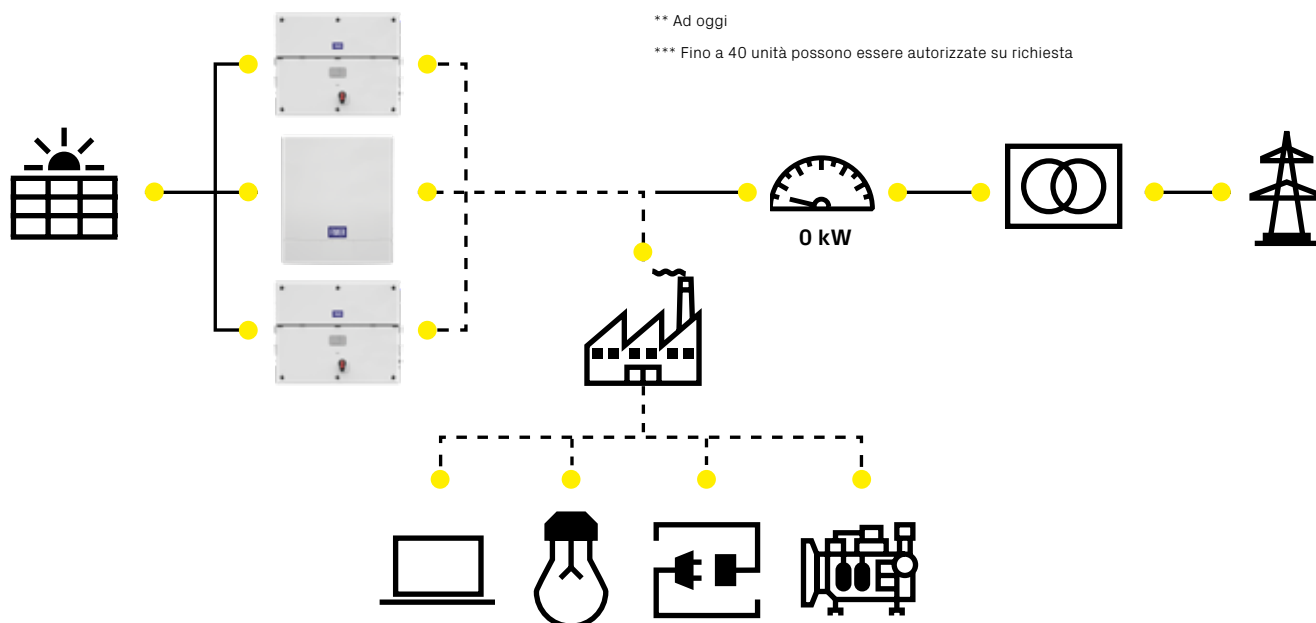 ** Ad oggi
*** Fino a 40 unità possono essere autorizzate su richiesta
0 kW